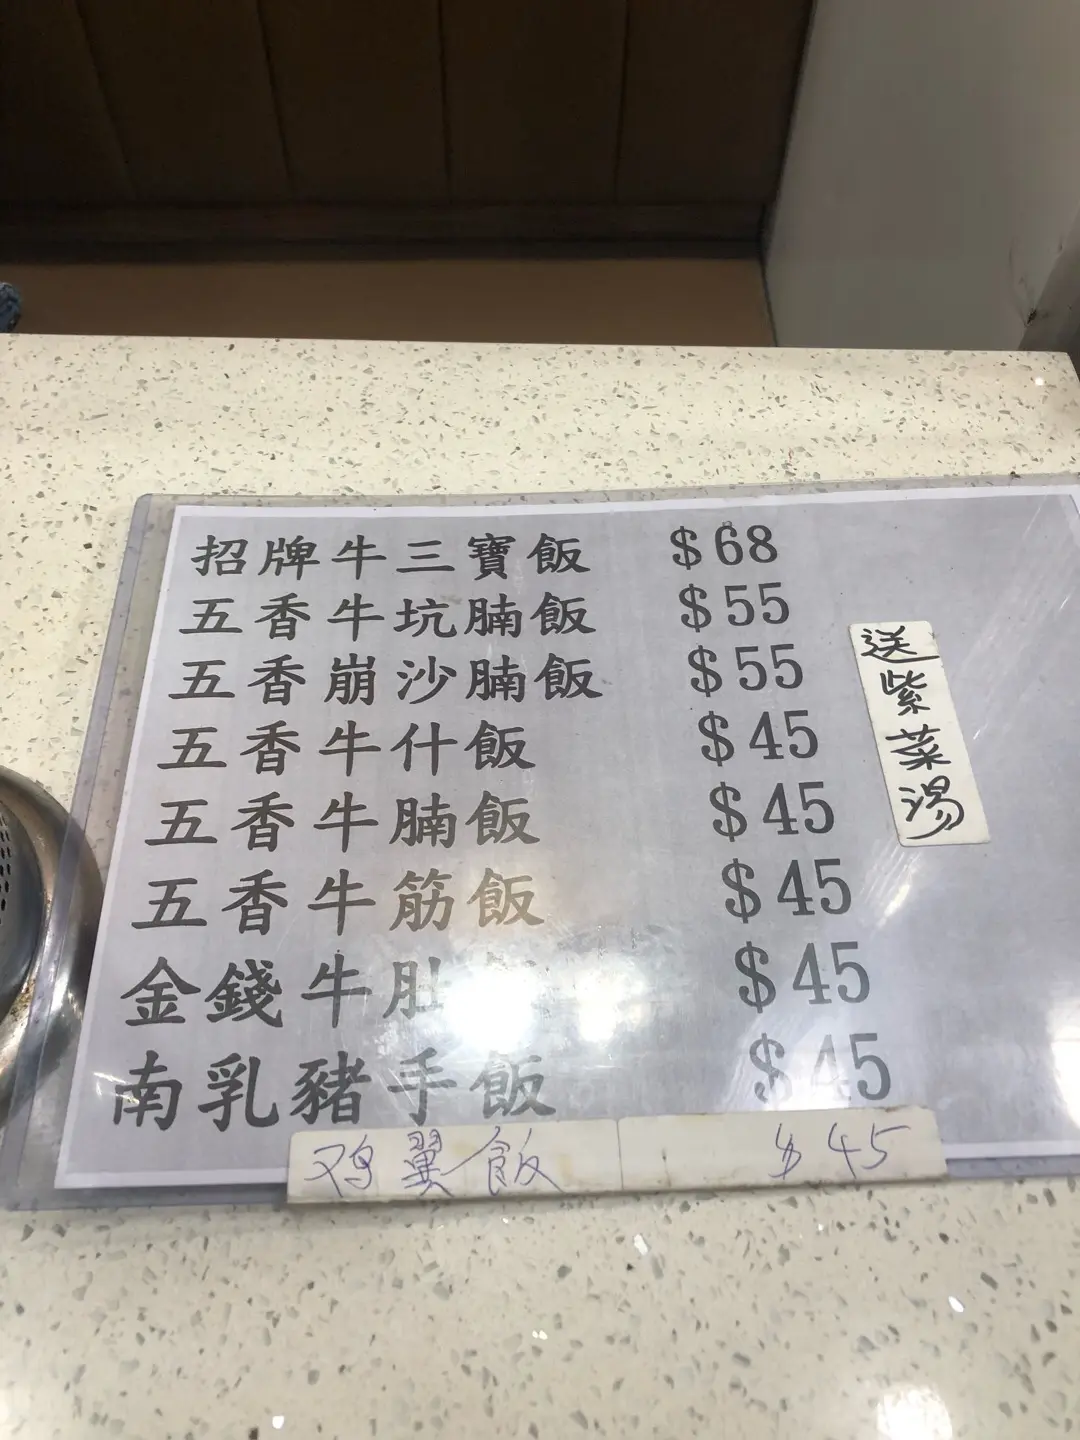 招牌牛三寶飯 $68
五香牛坑腩飯 $55
五香崩沙腩飯 $55
五香牛什飯 $45
五香牛腩飯 $45
五香牛筋飯 $45
金錢牛肚 $45
南乳豬手飯 $45
鸡翼飯 $45
送紫菜湯